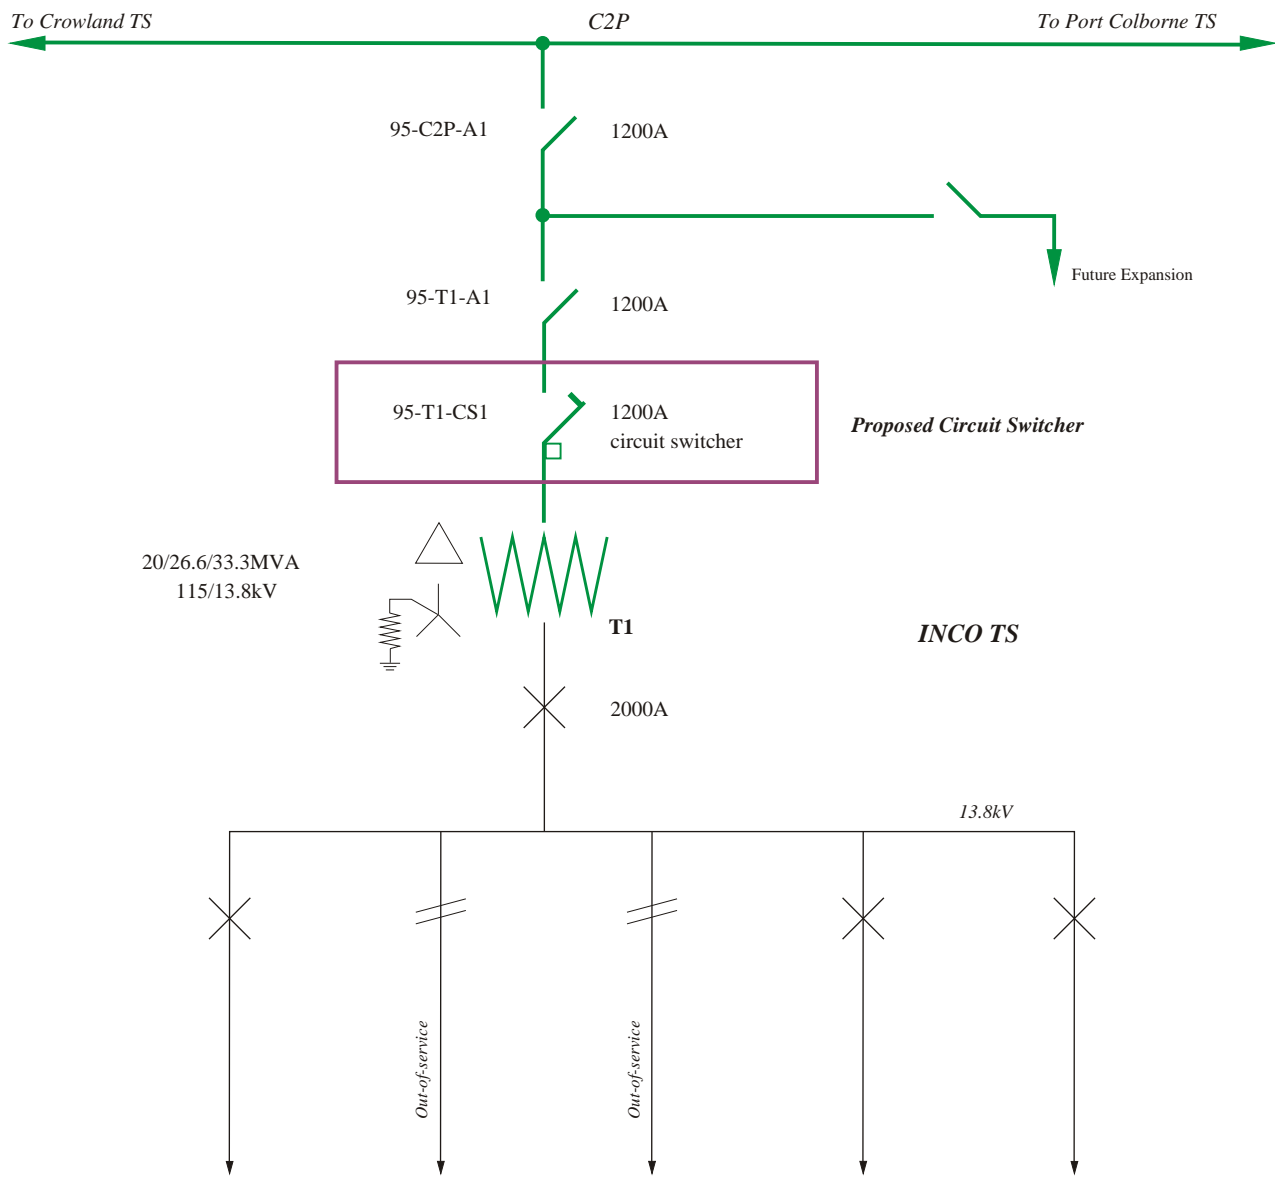 To Crowland TS
C2P
To Port Colborne TS
95-C2P-A1
1200A
Future Expansion
95-T1-A1
1200A
95-T1-CS1
1200A
circuit switcher
Proposed Circuit Switcher
20/26.6/33.3MVA
115/13.8kV
T1
INCO TS
2000A
13.8kV
Out-of-service
Out-of-service